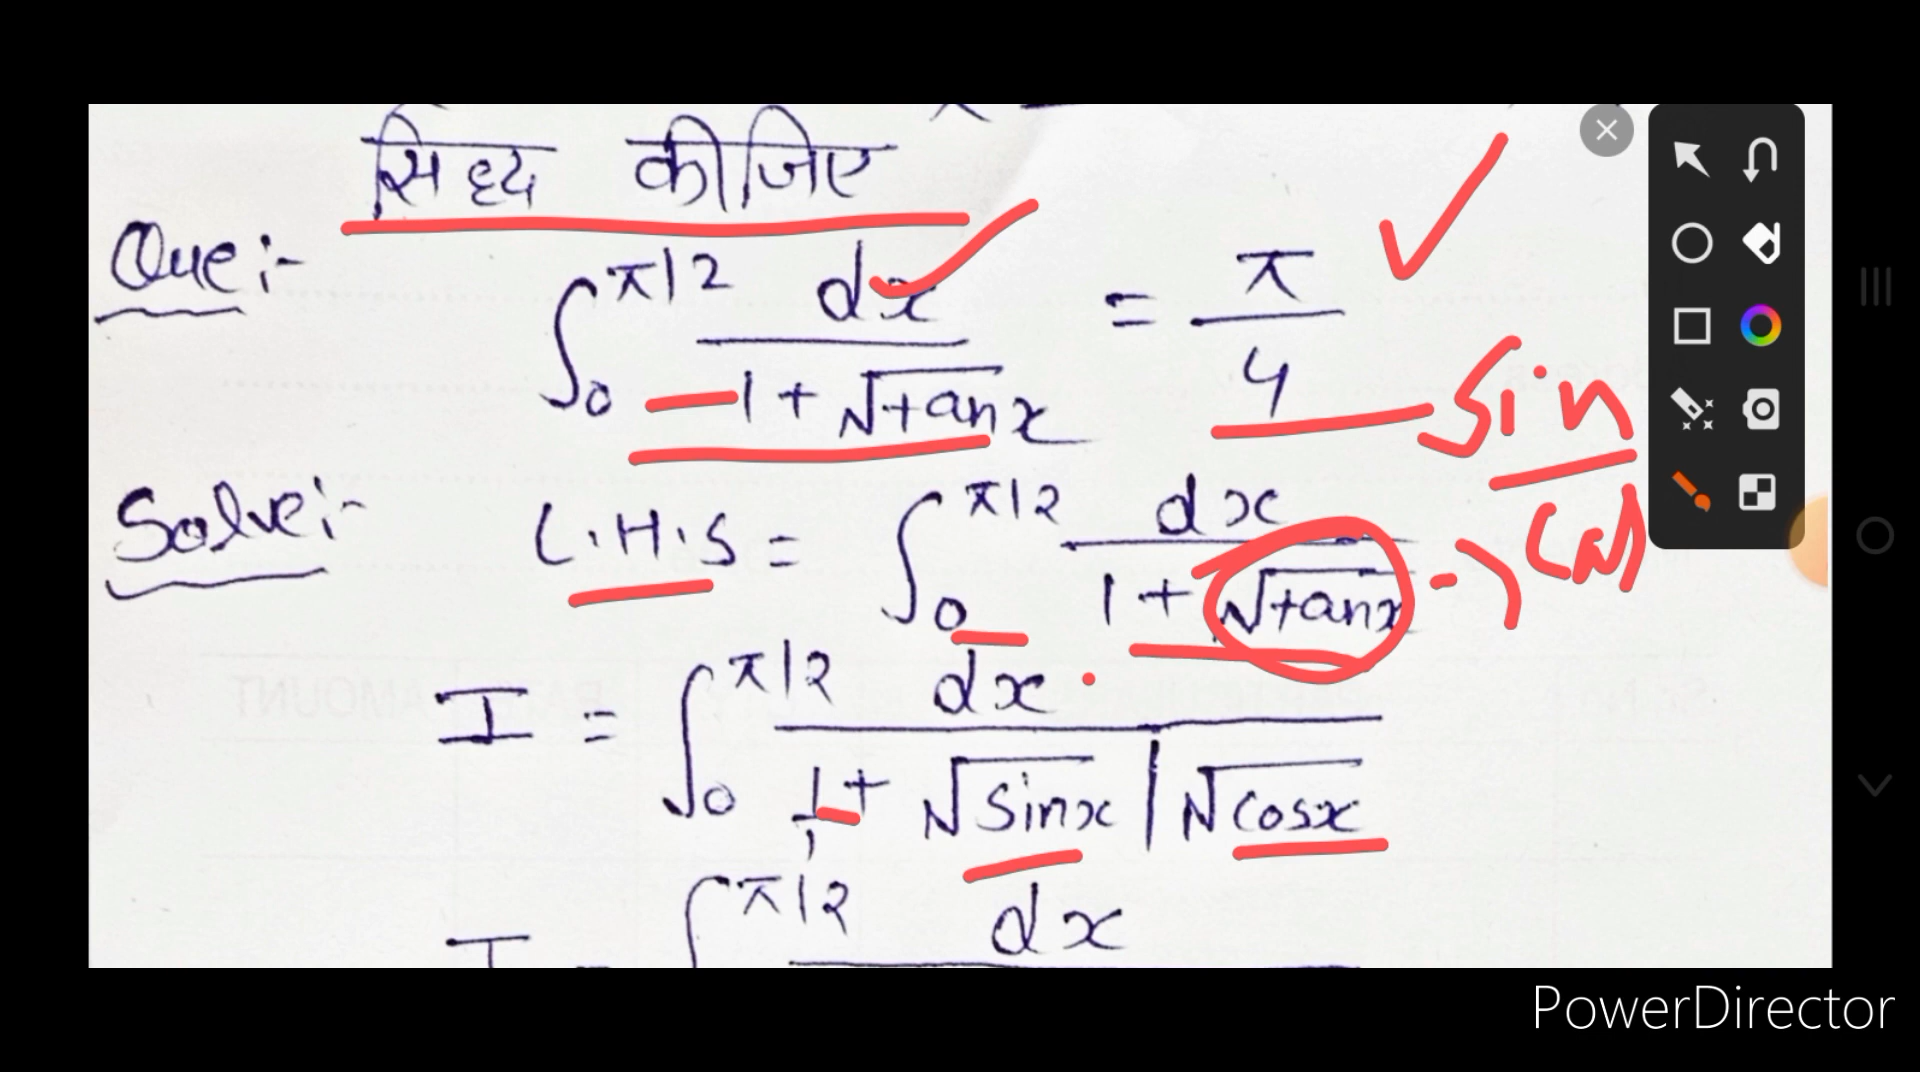 सिध्द कीजिए
Que:- ∫₀^π/2 dx / 1 + √tanx = π / 4
Sin / Cos
Solve:- L.H.S = ∫₀^π/2 dx / 1 + √tanx
I = ∫₀^π/2 dx / 1/1 + √sinx | √cosx
I = ∫^π/2 dx
PowerDirector